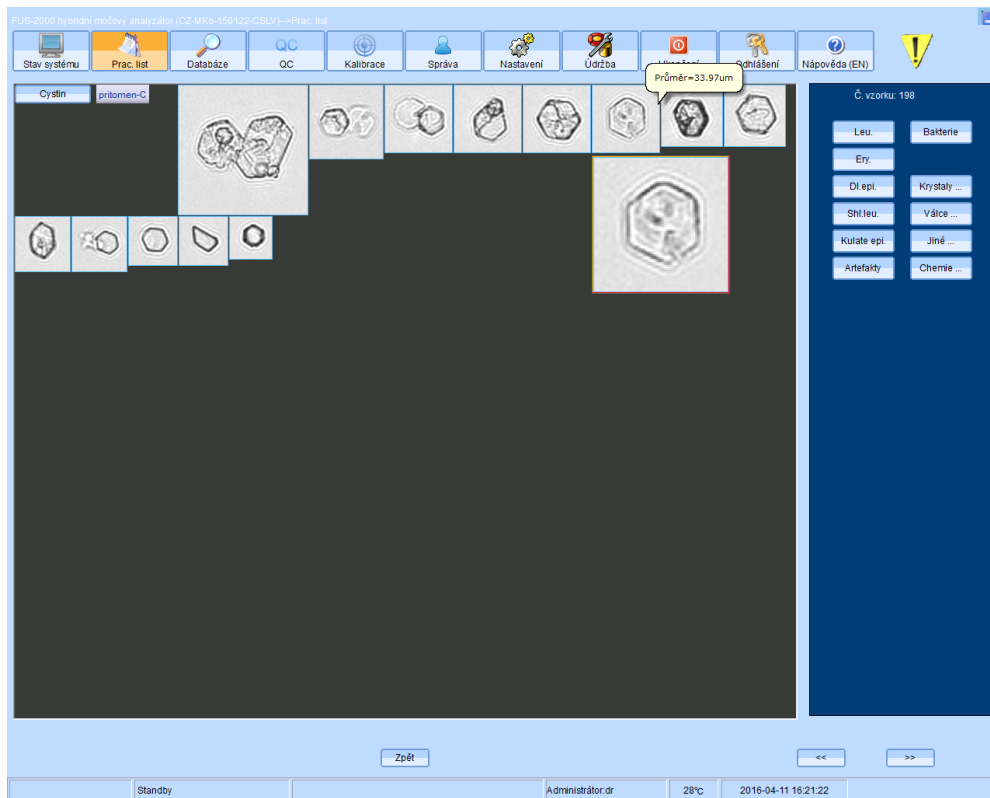 FUS-2000 hybridní močový analyzátor (CZ-MKo-150122-CSLV)-->Prac. list
Stav systému
Prac. list
Databáze
QC
QC
Kalibrace
Správa
Nastavení
Údržba
Odhlášení
Nápověda (EN)
Průměr=33.97um
Cystin
pritomen-C
Č. vzorku: 198
Leu.
Bakterie
Ery.
Dl.epi.
Krystaly ...
Shl.leu.
Válce ...
Kulate epi.
Jiné ...
Artefakty
Chemie ...
Zpět
<<
>>
Standby
Administrátor:dr
28℃
2016-04-11 16:21:22